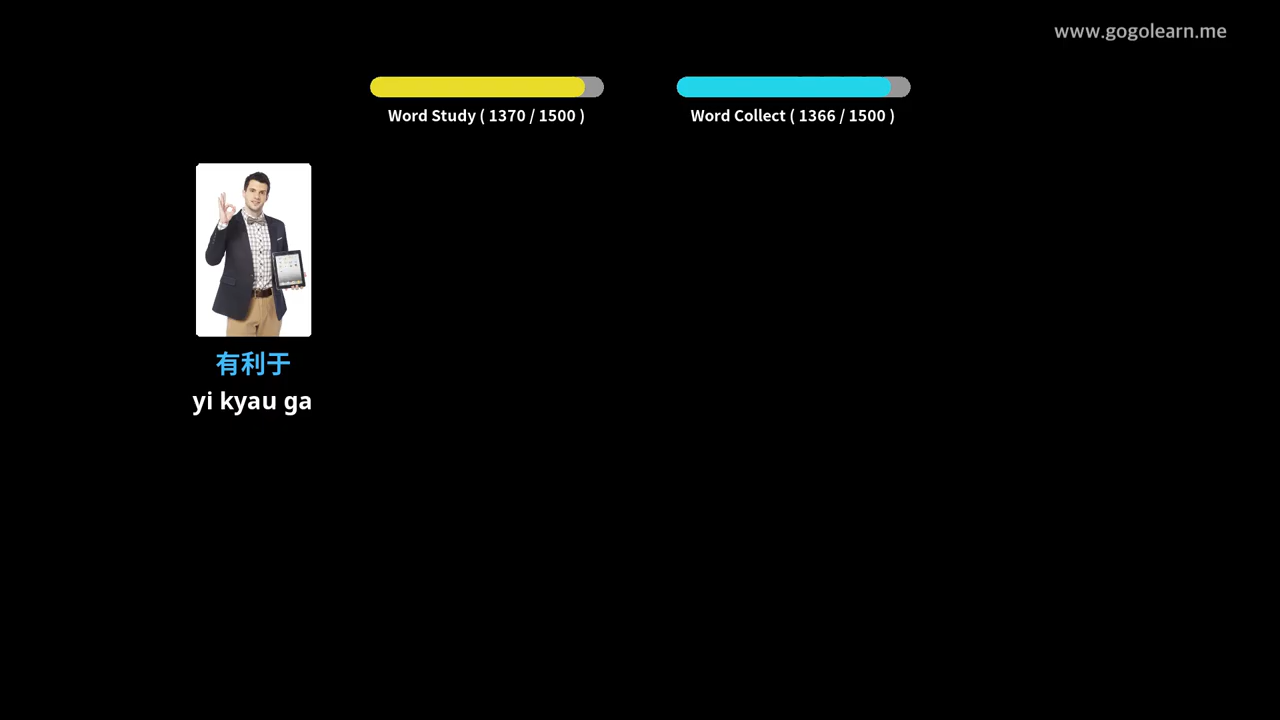 www.gogolearn.me
Word Study ( 1370 / 1500 )
Word Collect ( 1366 / 1500 )
有利于
yi kyau ga